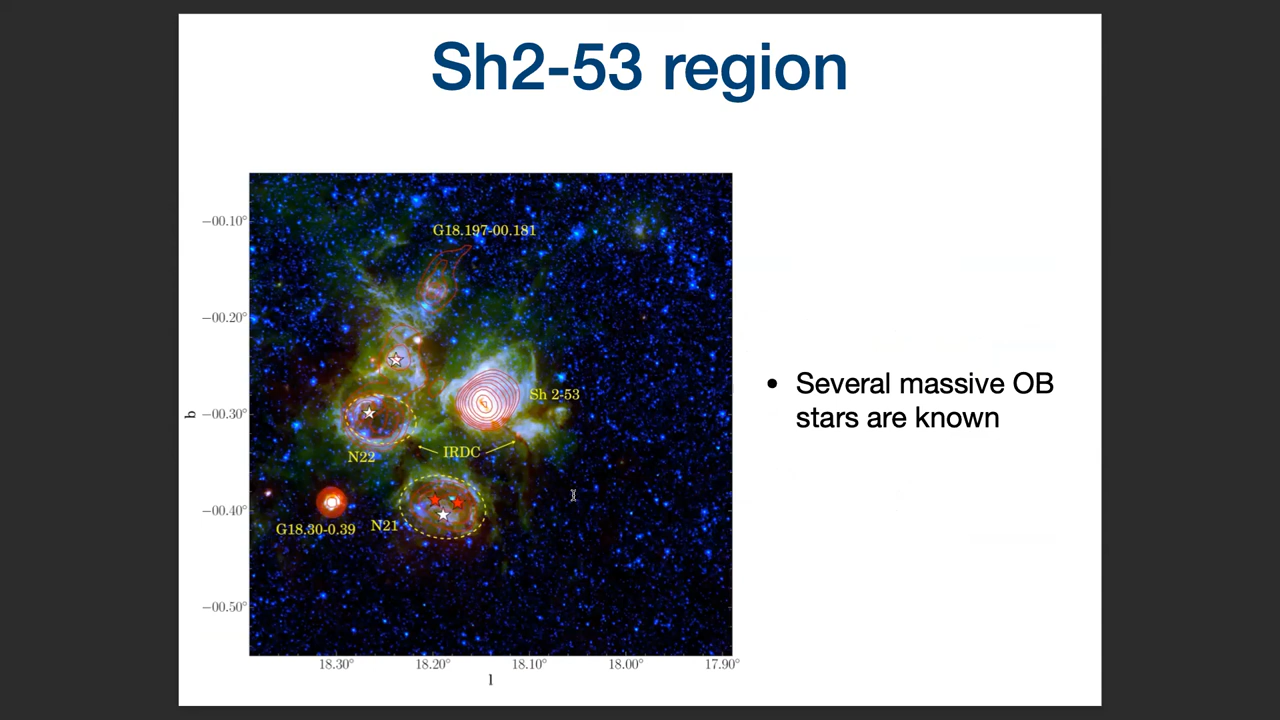 Sh2-53 region
G18.197-00.181
Sh 2-53
IRDC
N22
N21
G18.30-0.39
−00.10°
−00.20°
−00.30°
−00.40°
−00.50°
b
18.30°
18.20°
18.10°
18.00°
17.90°
l
• Several massive OB
stars are known